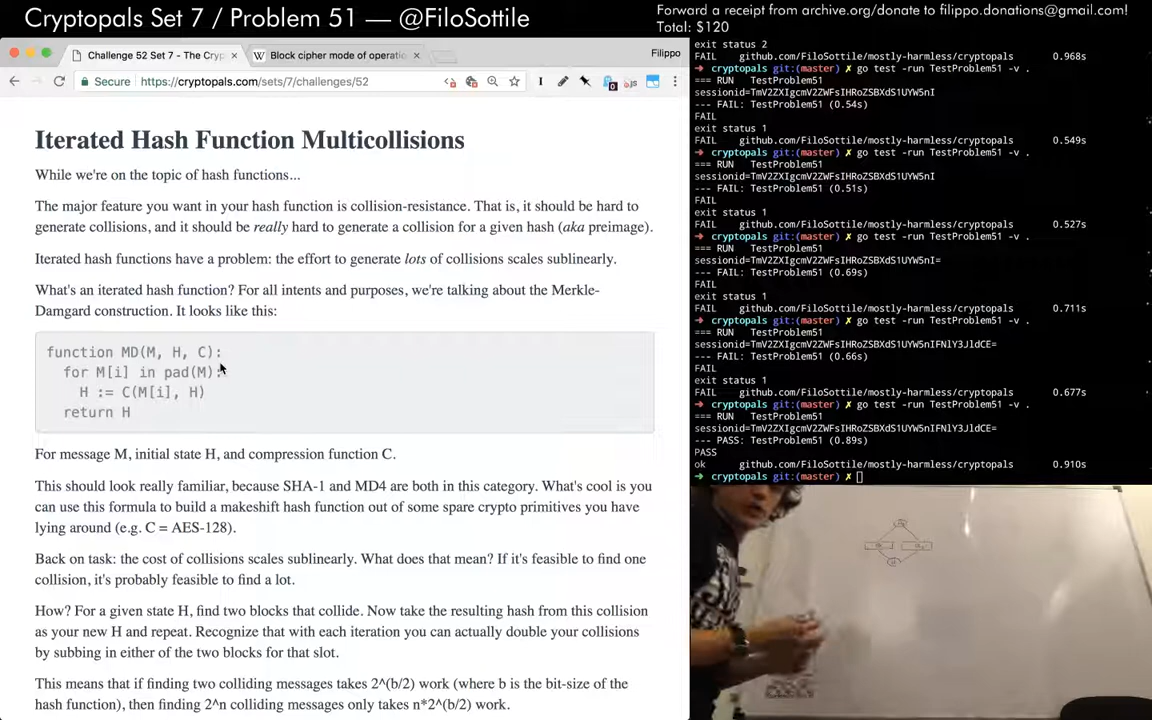 Cryptopals Set 7 / Problem 51 — @FiloSottile
Forward a receipt from archive.org/donate to filippo.donations@gmail.com!
Total: $120
Challenge 52 Set 7 - The Cryp
Block cipher mode of operatio
Filippo
Secure
https://cryptopals.com/sets/7/challenges/52
Iterated Hash Function Multicollisions
While we're on the topic of hash functions...
The major feature you want in your hash function is collision-resistance. That is, it should be hard to
generate collisions, and it should be really hard to generate a collision for a given hash (aka preimage).
Iterated hash functions have a problem: the effort to generate lots of collisions scales sublinearly.
What's an iterated hash function? For all intents and purposes, we're talking about the Merkle-
Damgard construction. It looks like this:
function MD(M, H, C):
for M[i] in pad(M):
H := C(M[i], H)
return H
For message M, initial state H, and compression function C.
This should look really familiar, because SHA-1 and MD4 are both in this category. What's cool is you
can use this formula to build a makeshift hash function out of some spare crypto primitives you have
lying around (e.g. C = AES-128).
Back on task: the cost of collisions scales sublinearly. What does that mean? If it's feasible to find one
collision, it's probably feasible to find a lot.
How? For a given state H, find two blocks that collide. Now take the resulting hash from this collision
as your new H and repeat. Recognize that with each iteration you can actually double your collisions
by subbing in either of the two blocks for that slot.
This means that if finding two colliding messages takes 2^(b/2) work (where b is the bit-size of the
hash function), then finding 2^n colliding messages only takes n*2^(b/2) work.
exit status 2
FAIL github.com/FiloSottile/mostly-harmless/cryptopals 0.968s
➜ cryptopals git:(master) ✗ go test -run TestProblem51 -v .
=== RUN TestProblem51
sessionid=TmV2ZXIgcmV2ZWFsIHRoZSBXdS1UYW5nI
--- FAIL: TestProblem51 (0.54s)
FAIL
exit status 1
FAIL github.com/FiloSottile/mostly-harmless/cryptopals 0.549s
➜ cryptopals git:(master) ✗ go test -run TestProblem51 -v .
=== RUN TestProblem51
sessionid=TmV2ZXIgcmV2ZWFsIHRoZSBXdS1UYW5nI
--- FAIL: TestProblem51 (0.51s)
FAIL
exit status 1
FAIL github.com/FiloSottile/mostly-harmless/cryptopals 0.527s
➜ cryptopals git:(master) ✗ go test -run TestProblem51 -v .
=== RUN TestProblem51
sessionid=TmV2ZXIgcmV2ZWFsIHRoZSBXdS1UYW5nI=
--- FAIL: TestProblem51 (0.69s)
FAIL
exit status 1
FAIL github.com/FiloSottile/mostly-harmless/cryptopals 0.711s
➜ cryptopals git:(master) ✗ go test -run TestProblem51 -v .
=== RUN TestProblem51
sessionid=TmV2ZXIgcmV2ZWFsIHRoZSBXdS1UYW5nIFNlY3JldCE=
--- FAIL: TestProblem51 (0.66s)
FAIL
exit status 1
FAIL github.com/FiloSottile/mostly-harmless/cryptopals 0.677s
➜ cryptopals git:(master) ✗ go test -run TestProblem51 -v .
=== RUN TestProblem51
sessionid=TmV2ZXIgcmV2ZWFsIHRoZSBXdS1UYW5nIFNlY3JldCE=
--- PASS: TestProblem51 (0.89s)
PASS
ok github.com/FiloSottile/mostly-harmless/cryptopals 0.910s
➜ cryptopals git:(master) ✗